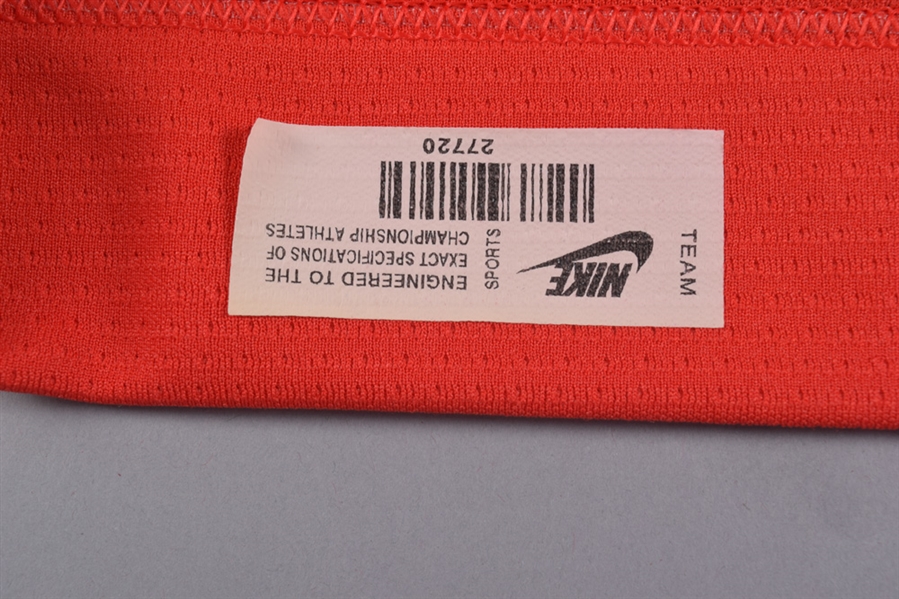 TEAM
NIKE
SPORTS
ENGINEERED TO THE
EXACT SPECIFICATIONS OF
CHAMPIONSHIP ATHLETES
27720